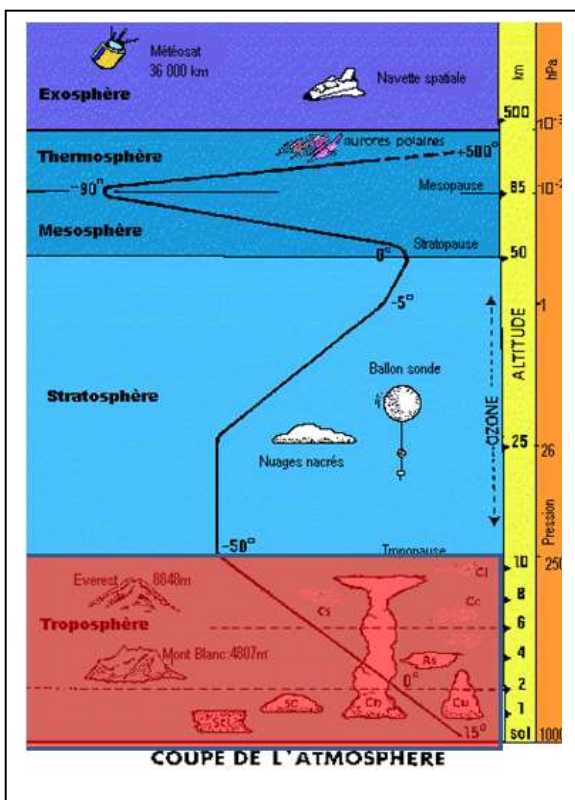 Météosat
36 000 km
Navette spatiale
Exosphère
km
hPa
500
10⁻³
Thermosphère
aurores polaires
+500°
-90°
Mesopause
85
10⁻²
Mesosphère
Stratopause
0°
50
-5°
1
ALTITUDE
Ballon sonde
Stratosphère
OZONE
25
26
Nuages nacrés
Pression
-50°
Tropopause
10
250
Everest 8848m
Ci
8
Cs
Cc
Troposphère
6
Mont Blanc:4807m
As
4
0°
2
Sc
Cn
Cu
1
15°
sol
1000
COUPE DE L'ATMOSPHERE